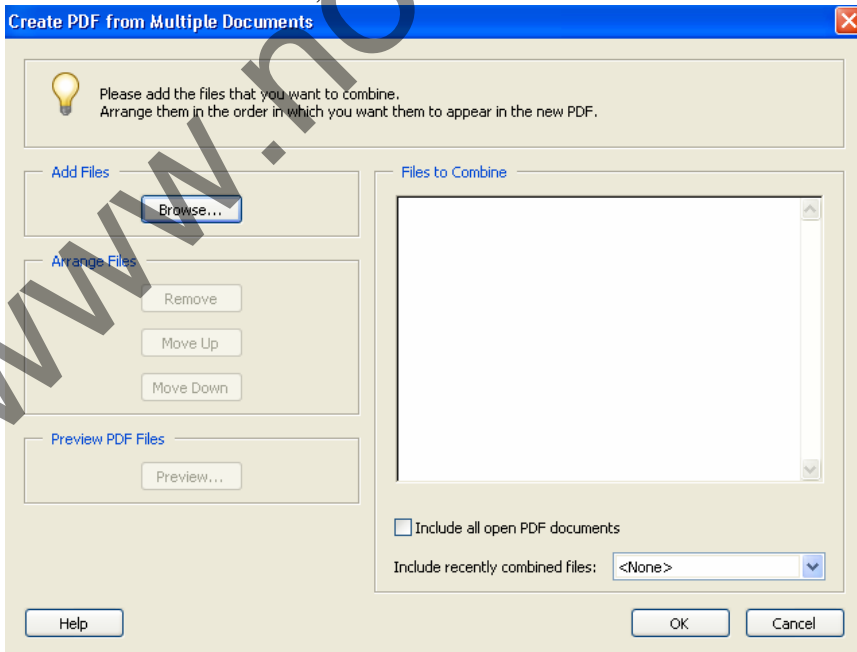 Create PDF from Multiple Documents
Please add the files that you want to combine.
Arrange them in the order in which you want them to appear in the new PDF.
Add Files
Browse...
Arrange Files
Remove
Move Up
Move Down
Preview PDF Files
Preview...
Files to Combine
Include all open PDF documents
Include recently combined files: <None>
Help
OK
Cancel
www.no